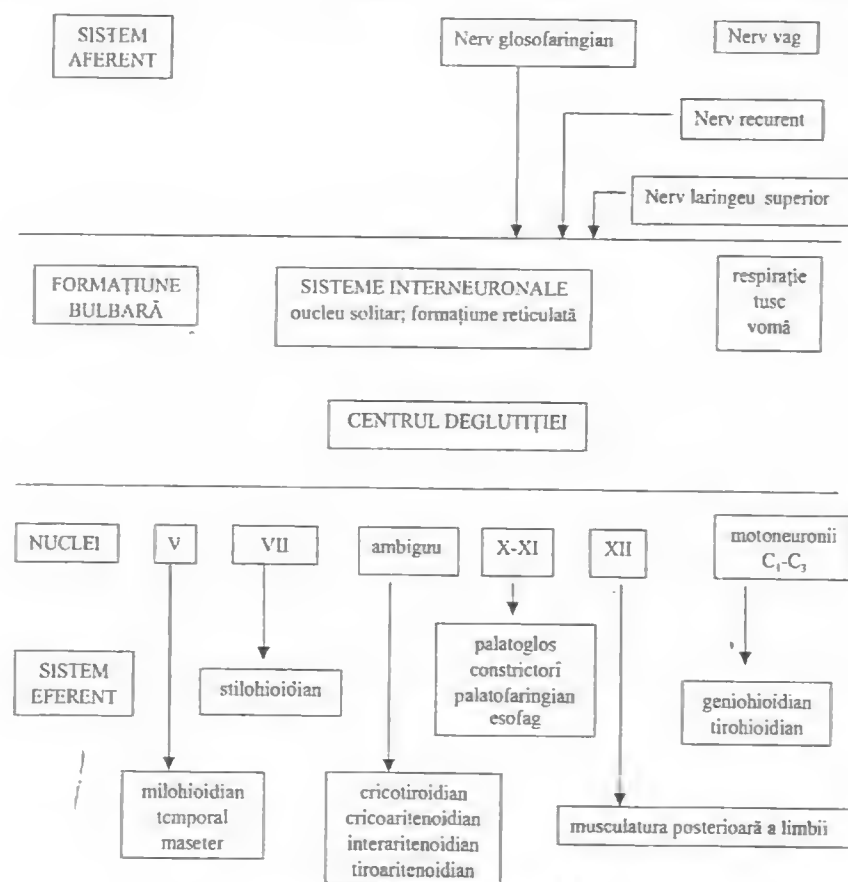 SISTEM
AFERENT
Nerv glosofaringian
Nerv vag
Nerv recurent
Nerv laringeu superior
FORMAȚIUNE
BULBARĂ
SISTEME INTERNEURONALE
oucleu solitar; formațiune reticulată
respirație
tusc
vomă
CENTRUL DEGLUTIȚIEI
NUCLEI
V
VII
ambiguu
X-XI
XII
motoneuronii
C₁-C₃
SISTEM
EFERENT
stilohioidian
palatoglos
constrictori
palatofaringian
esofag
geniohioidian
tirohioidian
milohioidian
temporal
maseter
cricotiroidian
cricoaritenoidian
interaritenoidian
tiroaritenoidian
musculatura posterioară a limbii